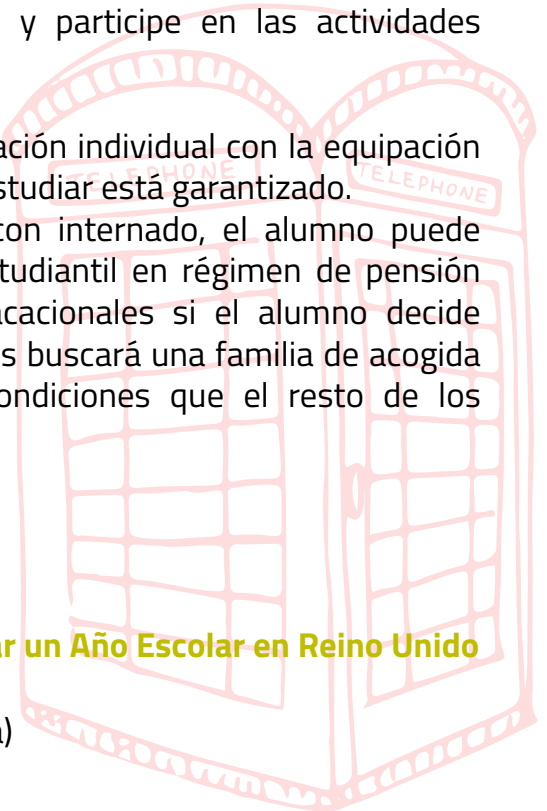 y participe en las actividades
TELEPHONE
TELEPHONE
ación individual con la equipación
studiar está garantizado.
con internado, el alumno puede
tudiantil en régimen de pensión
acacionales si el alumno decide
s buscará una familia de acogida
ondiciones que el resto de los
ar un Año Escolar en Reino Unido
a)